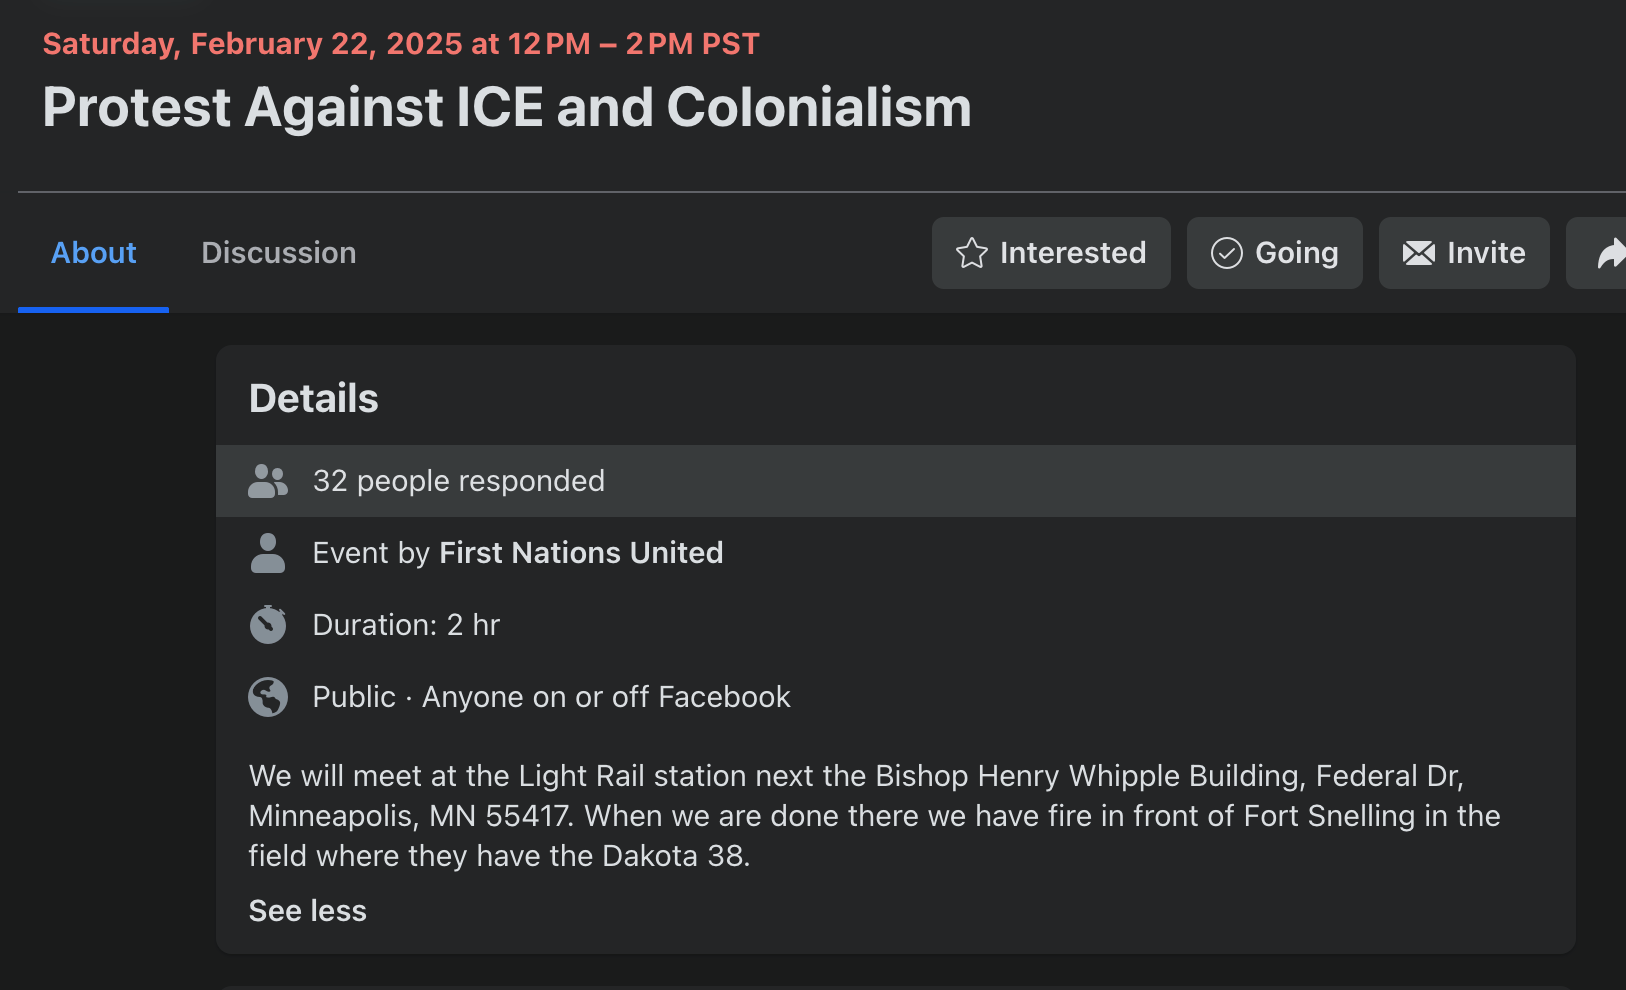 Saturday, February 22, 2025 at 12 PM – 2 PM PST
Protest Against ICE and Colonialism
About
Discussion
Interested
Going
Invite
Details
32 people responded
Event by First Nations United
Duration: 2 hr
Public · Anyone on or off Facebook
We will meet at the Light Rail station next the Bishop Henry Whipple Building, Federal Dr,
Minneapolis, MN 55417. When we are done there we have fire in front of Fort Snelling in the
field where they have the Dakota 38.
See less